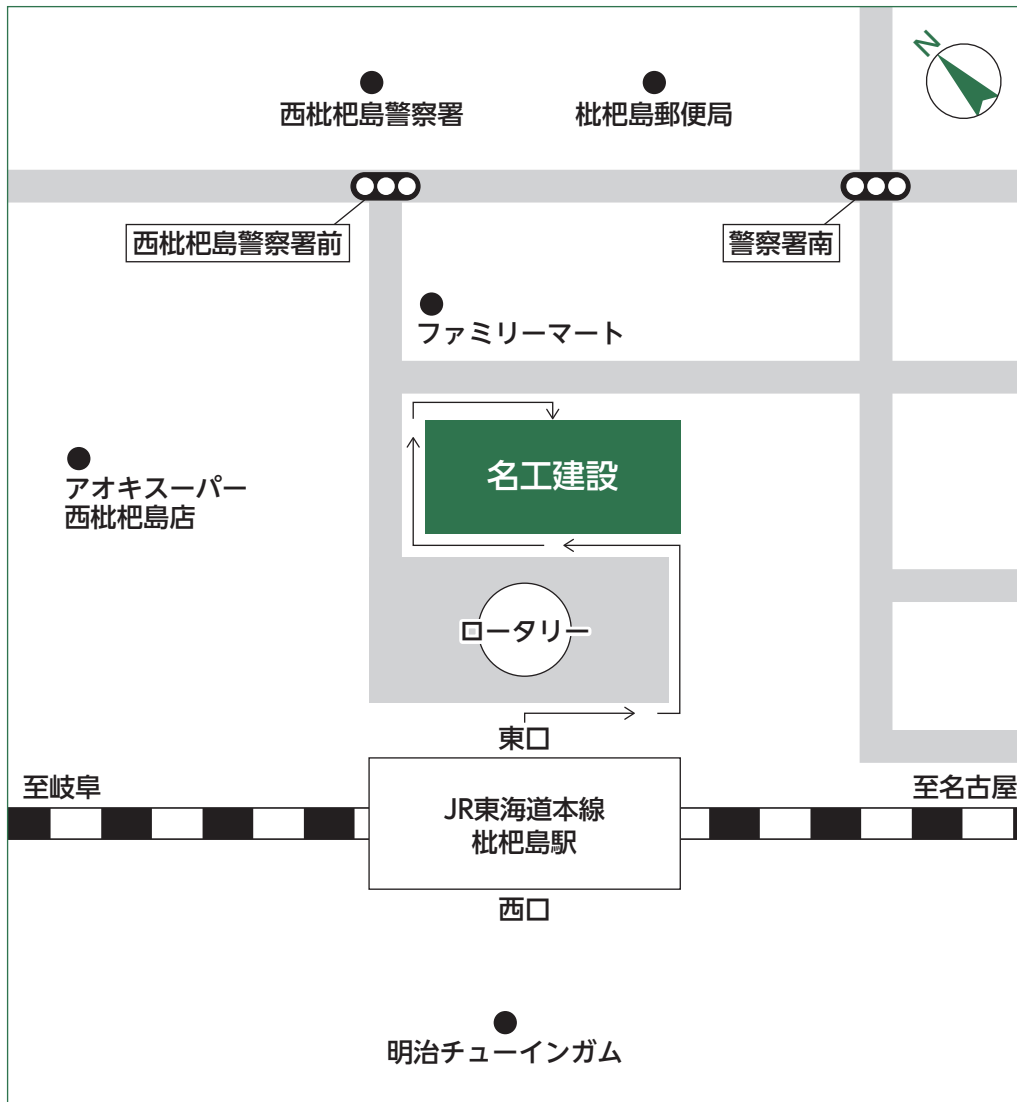 N
西枇杷島警察署
枇杷島郵便局
西枇杷島警察署前
警察署南
ファミリーマート
アオキスーパー
西枇杷島店
名工建設
ロータリー
東口
至岐阜
至名古屋
JR東海道本線
枇杷島駅
西口
明治チューインガム